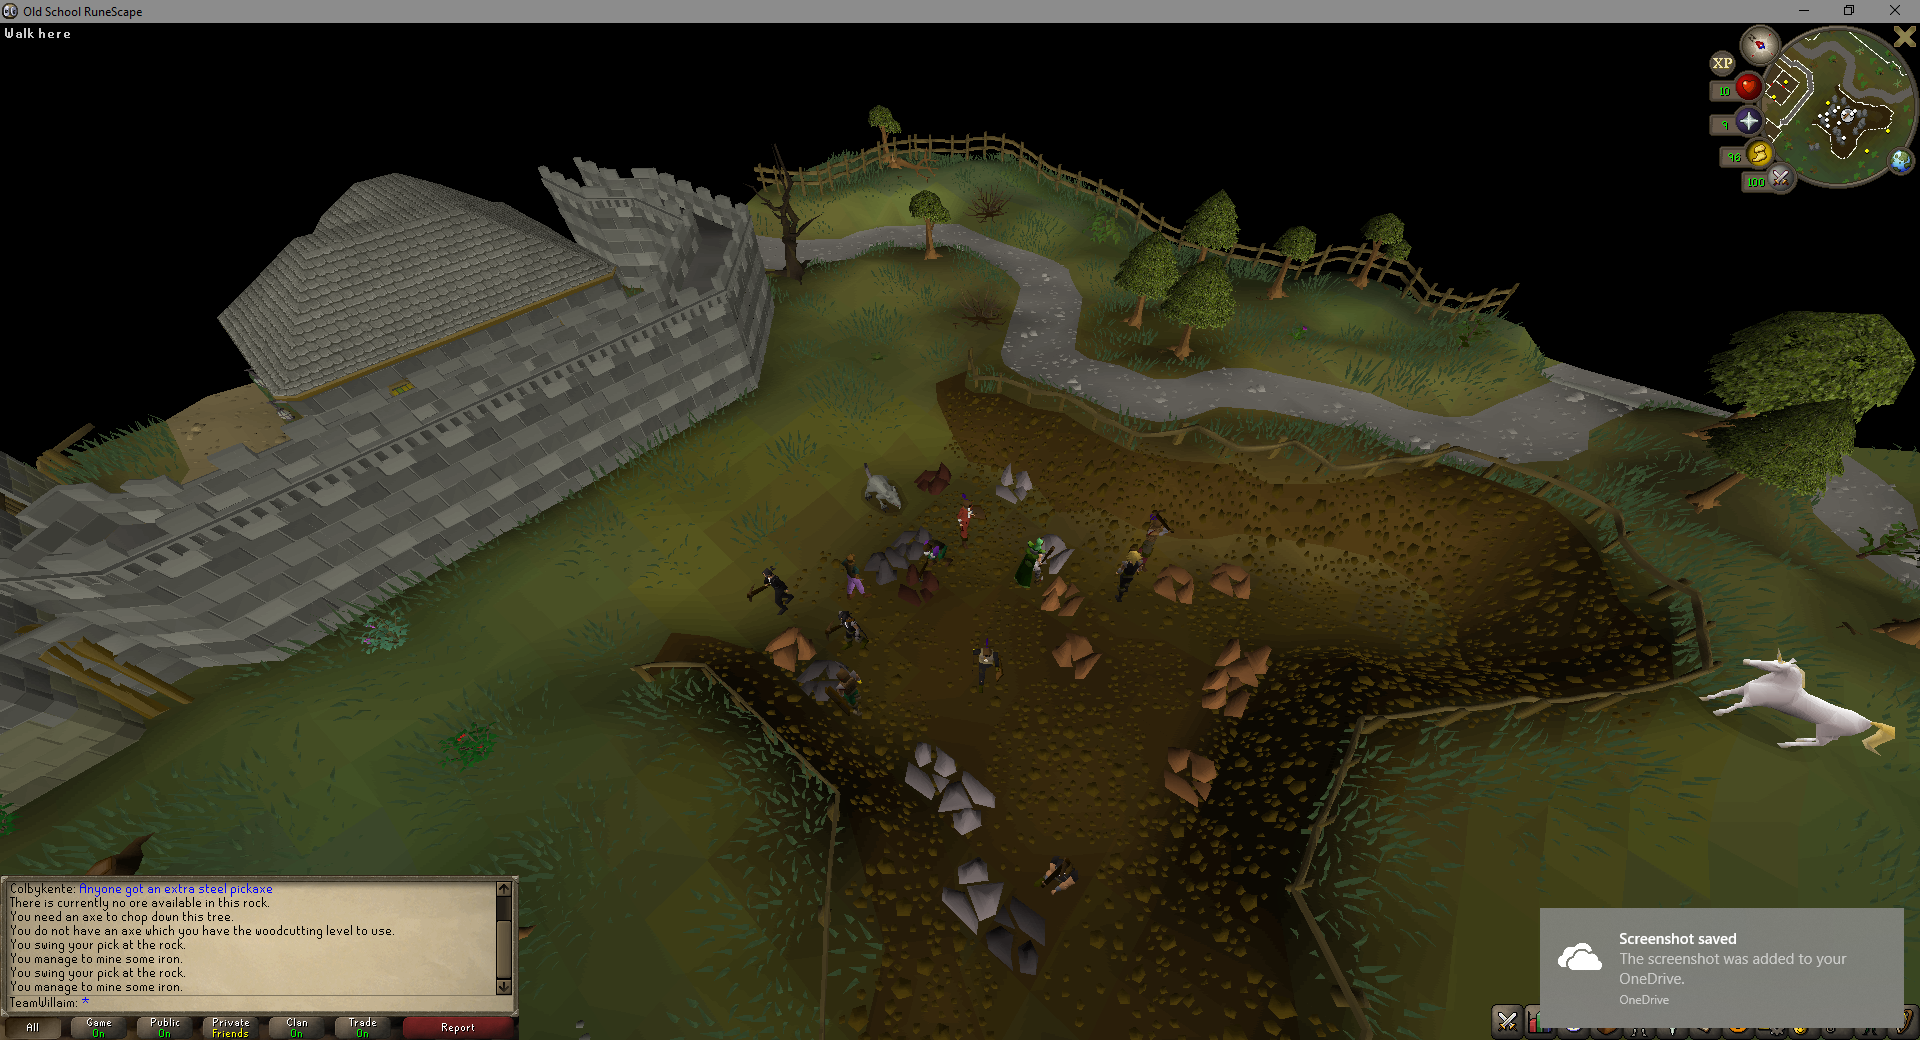 Old School RuneScape
Walk here
XP
10
9
96
100
Colbykente: Anyone got an extra steel pickaxe
There is currently no ore available in this rock.
You need an axe to chop down this tree.
You do not have an axe which you have the woodcutting level to use.
You swing your pick at the rock.
You manage to mine some iron.
You swing your pick at the rock.
You manage to mine some iron.
TeamWillaim: *
All
Game
On
Public
On
Private
Friends
Clan
On
Trade
On
Report
Screenshot saved
The screenshot was added to your
OneDrive.
OneDrive